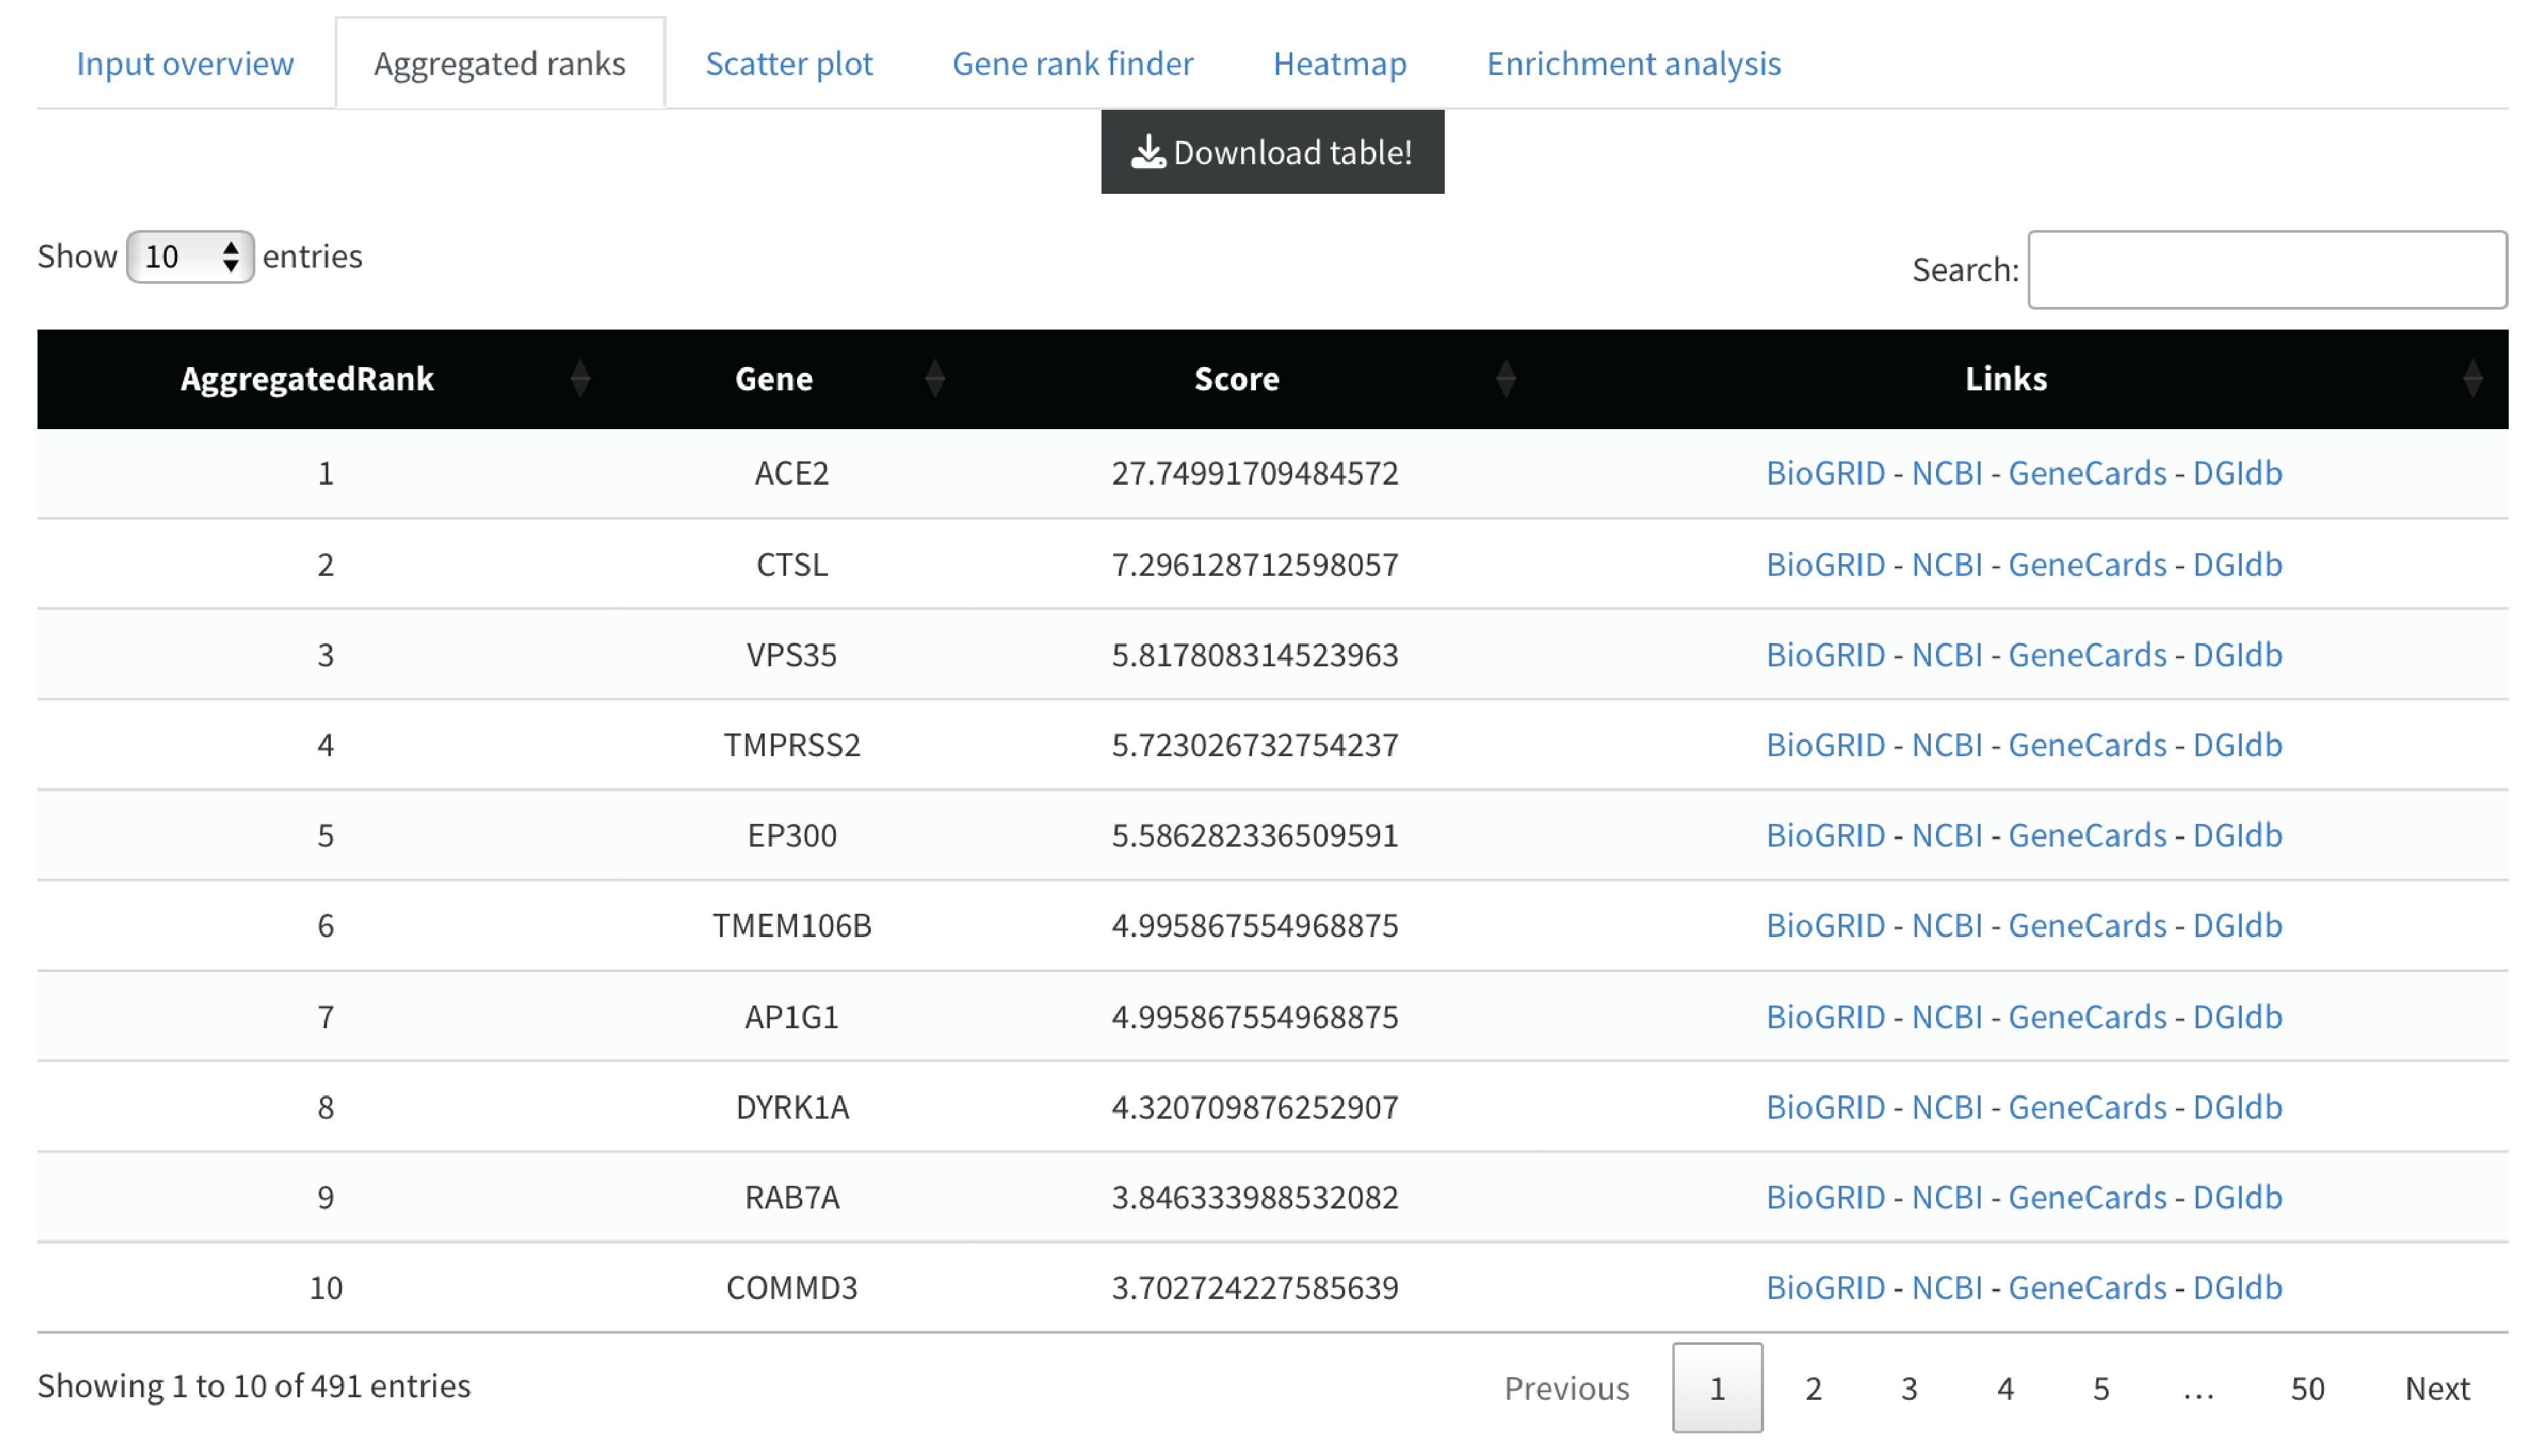 Input overview Aggregated ranks Scatter plot Gene rank finder Heatmap Enrichment analysis
Download table!
Show 10 entries
Search:
AggregatedRank Gene Score Links
1 ACE2 27.74991709484572 BioGRID - NCBI - GeneCards - DGIdb
2 CTSL 7.296128712598057 BioGRID - NCBI - GeneCards - DGIdb
3 VPS35 5.817808314523963 BioGRID - NCBI - GeneCards - DGIdb
4 TMPRSS2 5.723026732754237 BioGRID - NCBI - GeneCards - DGIdb
5 EP300 5.586282336509591 BioGRID - NCBI - GeneCards - DGIdb
6 TMEM106B 4.995867554968875 BioGRID - NCBI - GeneCards - DGIdb
7 AP1G1 4.995867554968875 BioGRID - NCBI - GeneCards - DGIdb
8 DYRK1A 4.320709876252907 BioGRID - NCBI - GeneCards - DGIdb
9 RAB7A 3.846333988532082 BioGRID - NCBI - GeneCards - DGIdb
10 COMMD3 3.702724227585639 BioGRID - NCBI - GeneCards - DGIdb
Showing 1 to 10 of 491 entries
Previous 1 2 3 4 5 ... 50 Next